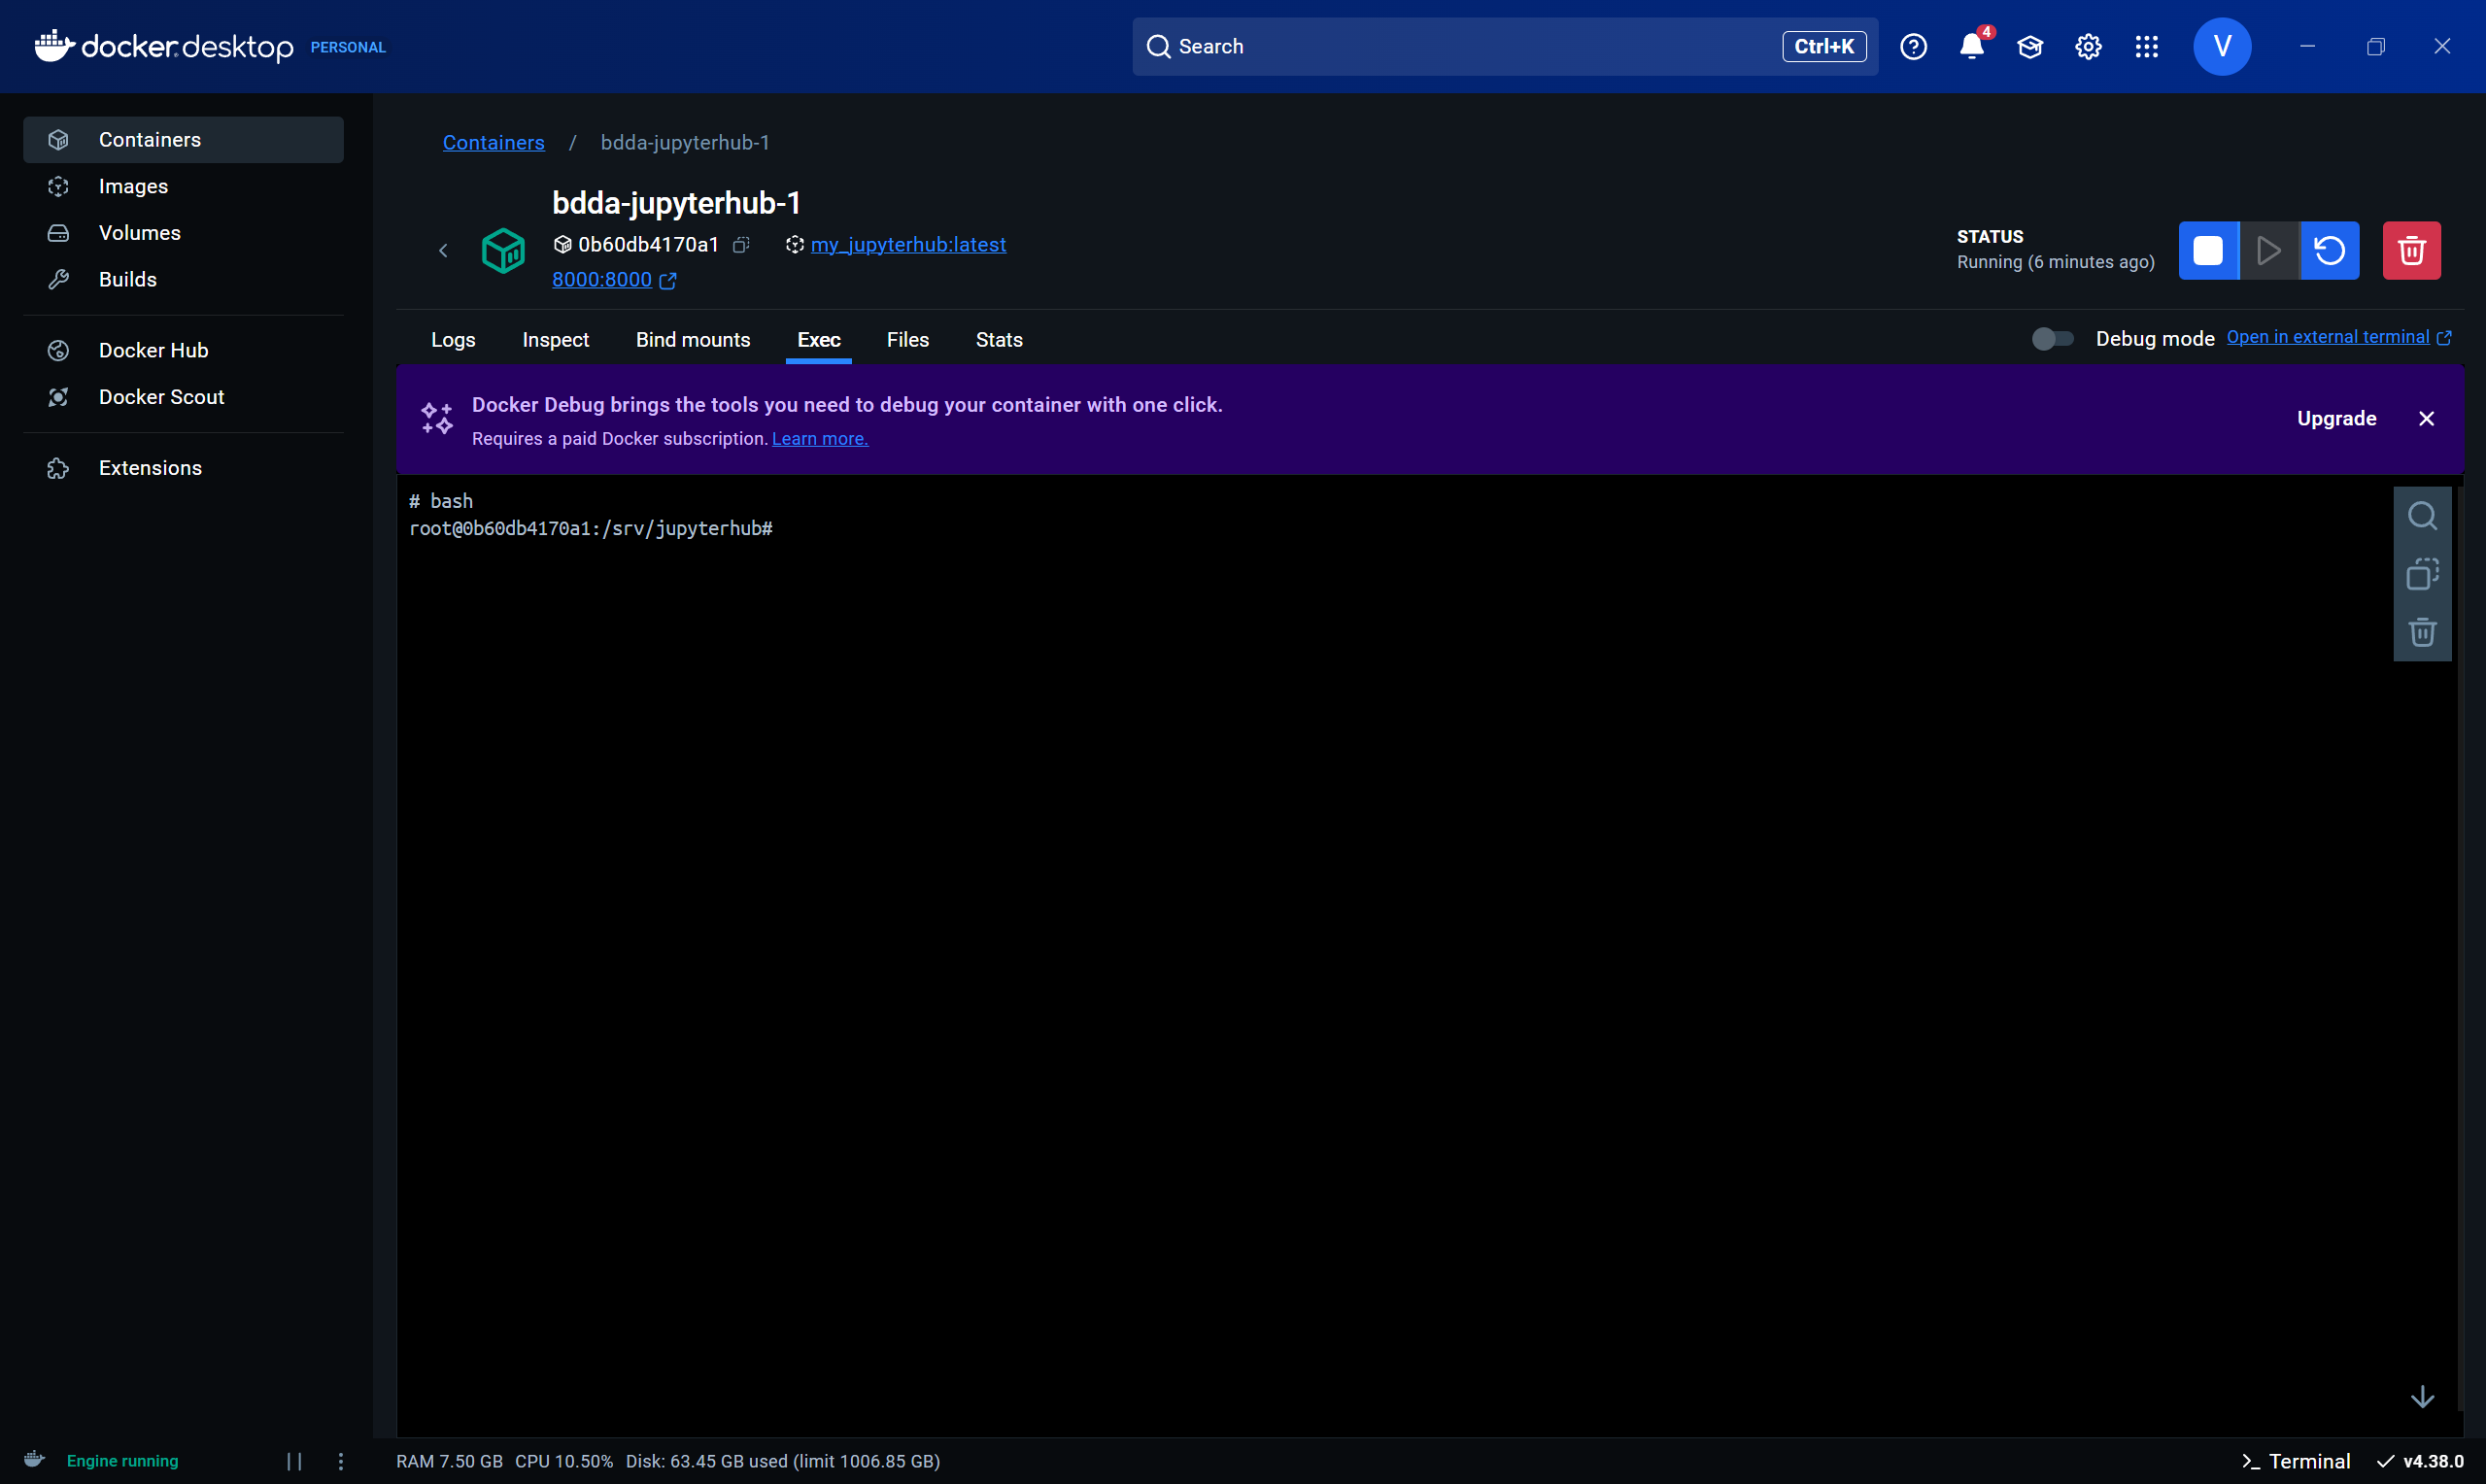 docker desktop PERSONAL
Search
Ctrl+K
4
V
Containers
Images
Volumes
Builds
Docker Hub
Docker Scout
Extensions
Containers / bdda-jupyterhub-1
bdda-jupyterhub-1
0b60db4170a1 my_jupyterhub:latest
8000:8000
STATUS
Running (6 minutes ago)
Logs Inspect Bind mounts Exec Files Stats
Debug mode Open in external terminal
Docker Debug brings the tools you need to debug your container with one click.
Requires a paid Docker subscription. Learn more.
Upgrade
# bash
root@0b60db4170a1:/srv/jupyterhub#
Engine running
RAM 7.50 GB CPU 10.50% Disk: 63.45 GB used (limit 1006.85 GB)
Terminal
v4.38.0